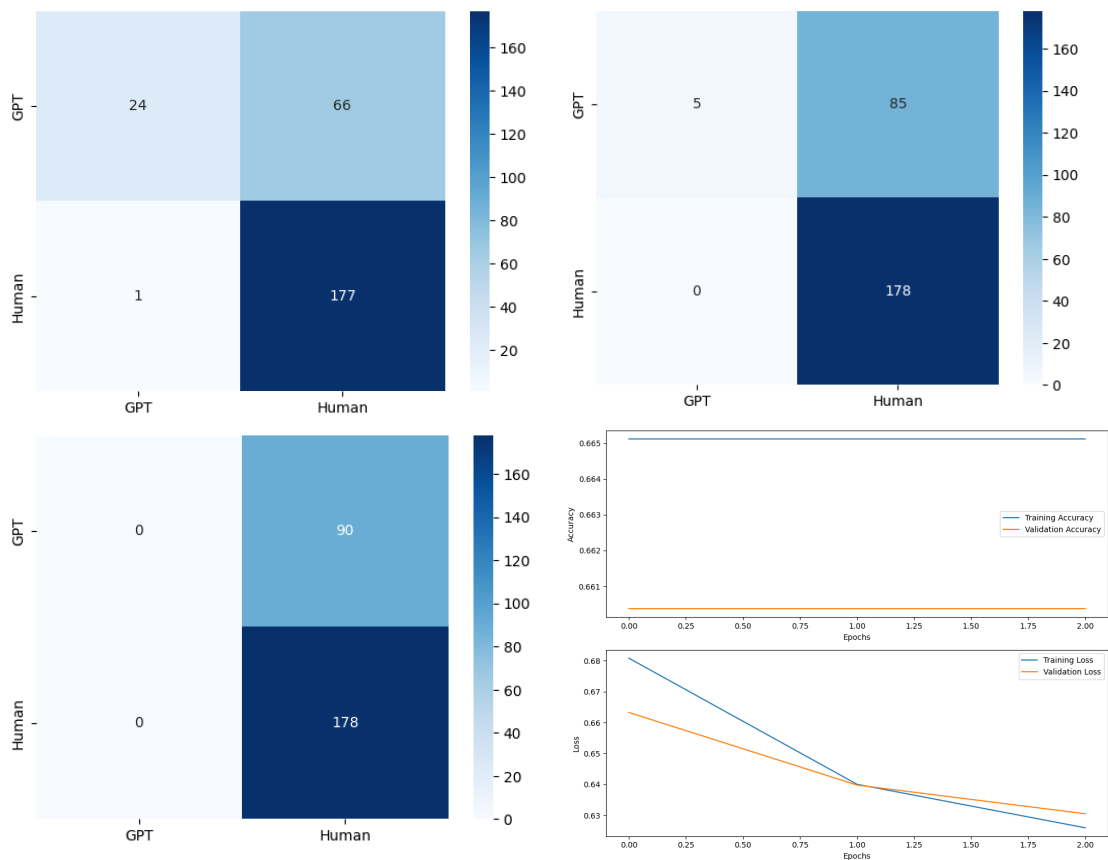 GPT
24
66
Human
1
177
GPT
Human
160
140
120
100
80
60
40
20
GPT
5
85
Human
0
178
GPT
Human
160
140
120
100
80
60
40
20
0
GPT
0
90
Human
0
178
GPT
Human
160
140
120
100
80
60
40
20
0
Accuracy
0.665
0.664
0.663
0.662
0.661
Training Accuracy
Validation Accuracy
0.00 0.25 0.50 0.75 1.00 1.25 1.50 1.75 2.00
Epochs
Loss
0.68
0.67
0.66
0.65
0.64
0.63
Training Loss
Validation Loss
0.00 0.25 0.50 0.75 1.00 1.25 1.50 1.75 2.00
Epochs